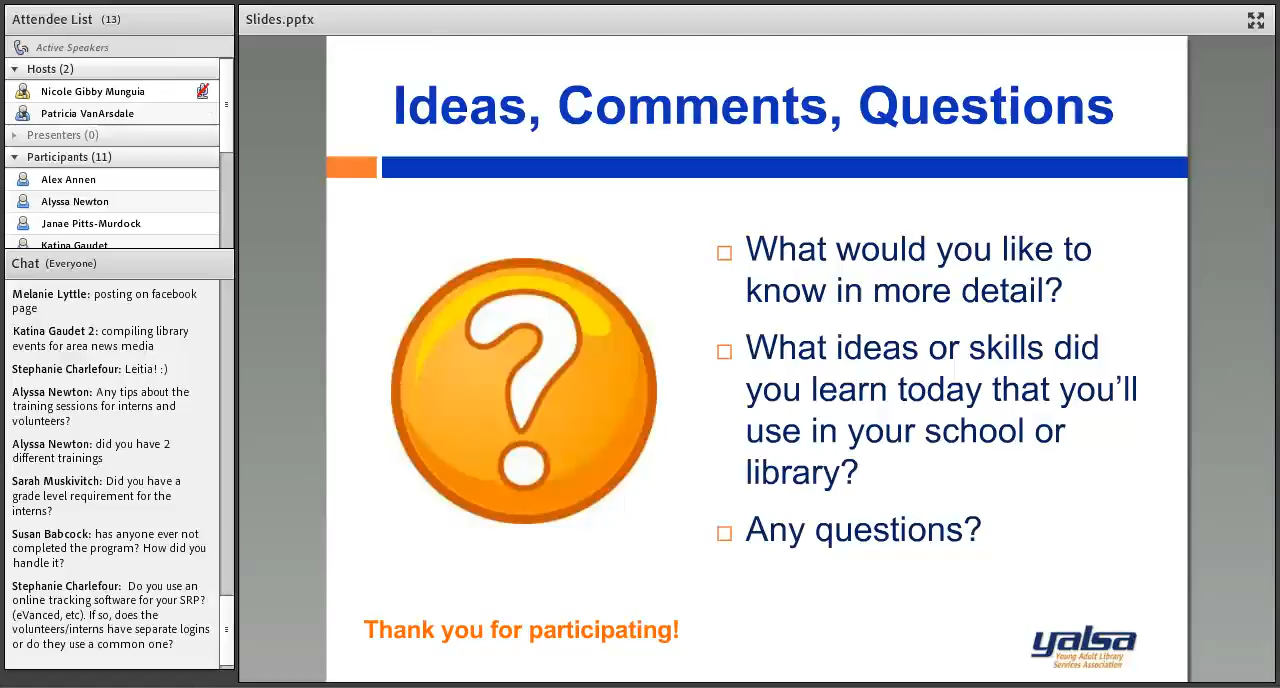 Attendee List (13)
Active Speakers
Hosts (2)
Nicole Gibby Munguia
Patricia VanArsdale
Presenters (0)
Participants (11)
Alex Annen
Alyssa Newton
Janae Pitts-Murdock
Katina Gaudet
Chat (Everyone)
Melanie Lyttle: posting on facebook
page
Katina Gaudet 2: compiling library
events for area news media
Stephanie Charlefour: Leitia! :)
Alyssa Newton: Any tips about the
training sessions for interns and
volunteers?
Alyssa Newton: did you have 2
different trainings
Sarah Muskivitch: Did you have a
grade level requirement for the
interns?
Susan Babcock: has anyone ever not
completed the program? How did you
handle it?
Stephanie Charlefour: Do you use an
online tracking software for your SRP?
(eVanced, etc). If so, does the
volunteers/interns have separate logins
or do they use a common one?
Slides.pptx
Ideas, Comments, Questions
?
What would you like to
know in more detail?
What ideas or skills did
you learn today that you’ll
use in your school or
library?
Any questions?
Thank you for participating!
yalsa
Young Adult Library
Services Association